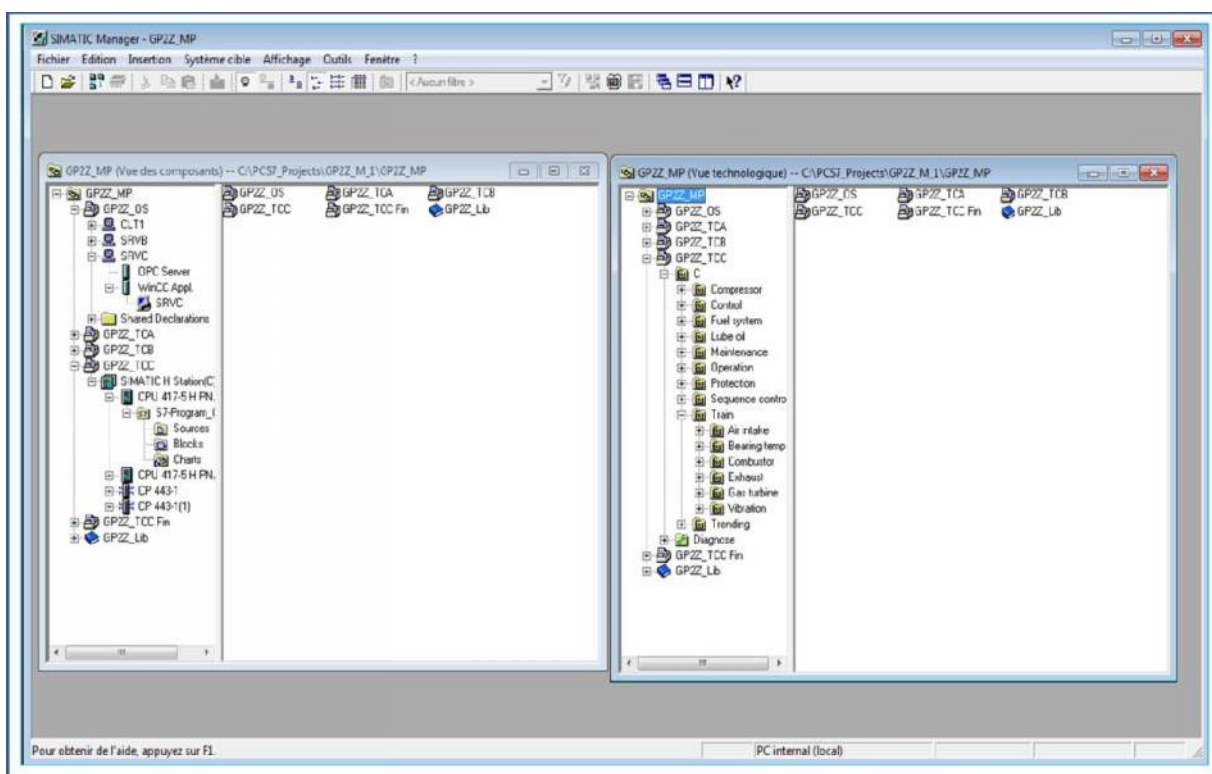 SIMATIC Manager - GP2Z_MP
Fichier Edition Insertion Système cible Affichage Outils Fenêtre ?
< Aucun filtre >
GP2Z_MP (Vue des composants) -- C:\PCS7_Projects\GP2Z_M_1\GP2Z_MP
GP2Z_MP
GP2Z_OS
CLT1
SRVB
SRVC
OPC Server
WinCC Appl.
SRVC
Shared Declarations
GP2Z_TCA
GP2Z_TCB
GP2Z_TCC
SIMATIC H Station(C
CPU 417-5 H PN.
S7-Program_(
Sources
Blocks
Charts
CPU 417-5 H PN.
CP 443-1
CP 443-1(1)
GP2Z_TCC Fin
GP2Z_Lib
GP2Z_OS GP2Z_TCA GP2Z_TCB
GP2Z_TCC GP2Z_TCC Fin GP2Z_Lib
GP2Z_MP (Vue technologique) -- C:\PCS7_Projects\GP2Z_M_1\GP2Z_MP
GP2Z_MP
GP2Z_OS
GP2Z_TCA
GP2Z_TCB
GP2Z_TCC
C
Compressor
Control
Fuel system
Lube oil
Maintenance
Operation
Protection
Sequence contro
Train
Air intake
Bearing temp
Combustor
Exhaust
Gas turbine
Vibration
Trending
Diagnose
GP2Z_TCC Fin
GP2Z_Lib
GP2Z_OS GP2Z_TCA GP2Z_TCB
GP2Z_TCC GP2Z_TCC Fin GP2Z_Lib
Pour obtenir de l'aide, appuyez sur F1.
PC internal (local)